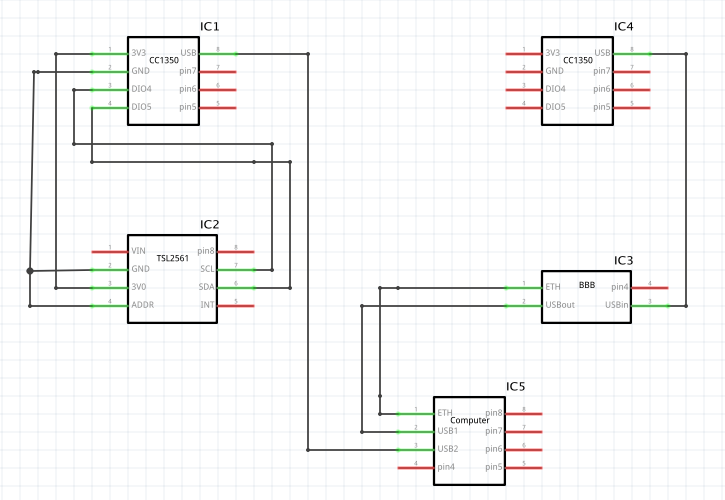 IC1
1 3V3 USB 8
CC1350
2 GND pin7 7
3 DIO4 pin6 6
4 DIO5 pin5 5
IC4
1 3V3 USB 8
CC1350
2 GND pin7 7
3 DIO4 pin6 6
4 DIO5 pin5 5
IC2
1 VIN pin8 8
TSL2561
2 GND SCL 7
3 3V0 SDA 6
4 ADDR INT 5
IC3
1 ETH BBB pin4 4
2 USBout USBin 3
IC5
1 ETH pin8 8
Computer
2 USB1 pin7 7
3 USB2 pin6 6
4 pin4 pin5 5